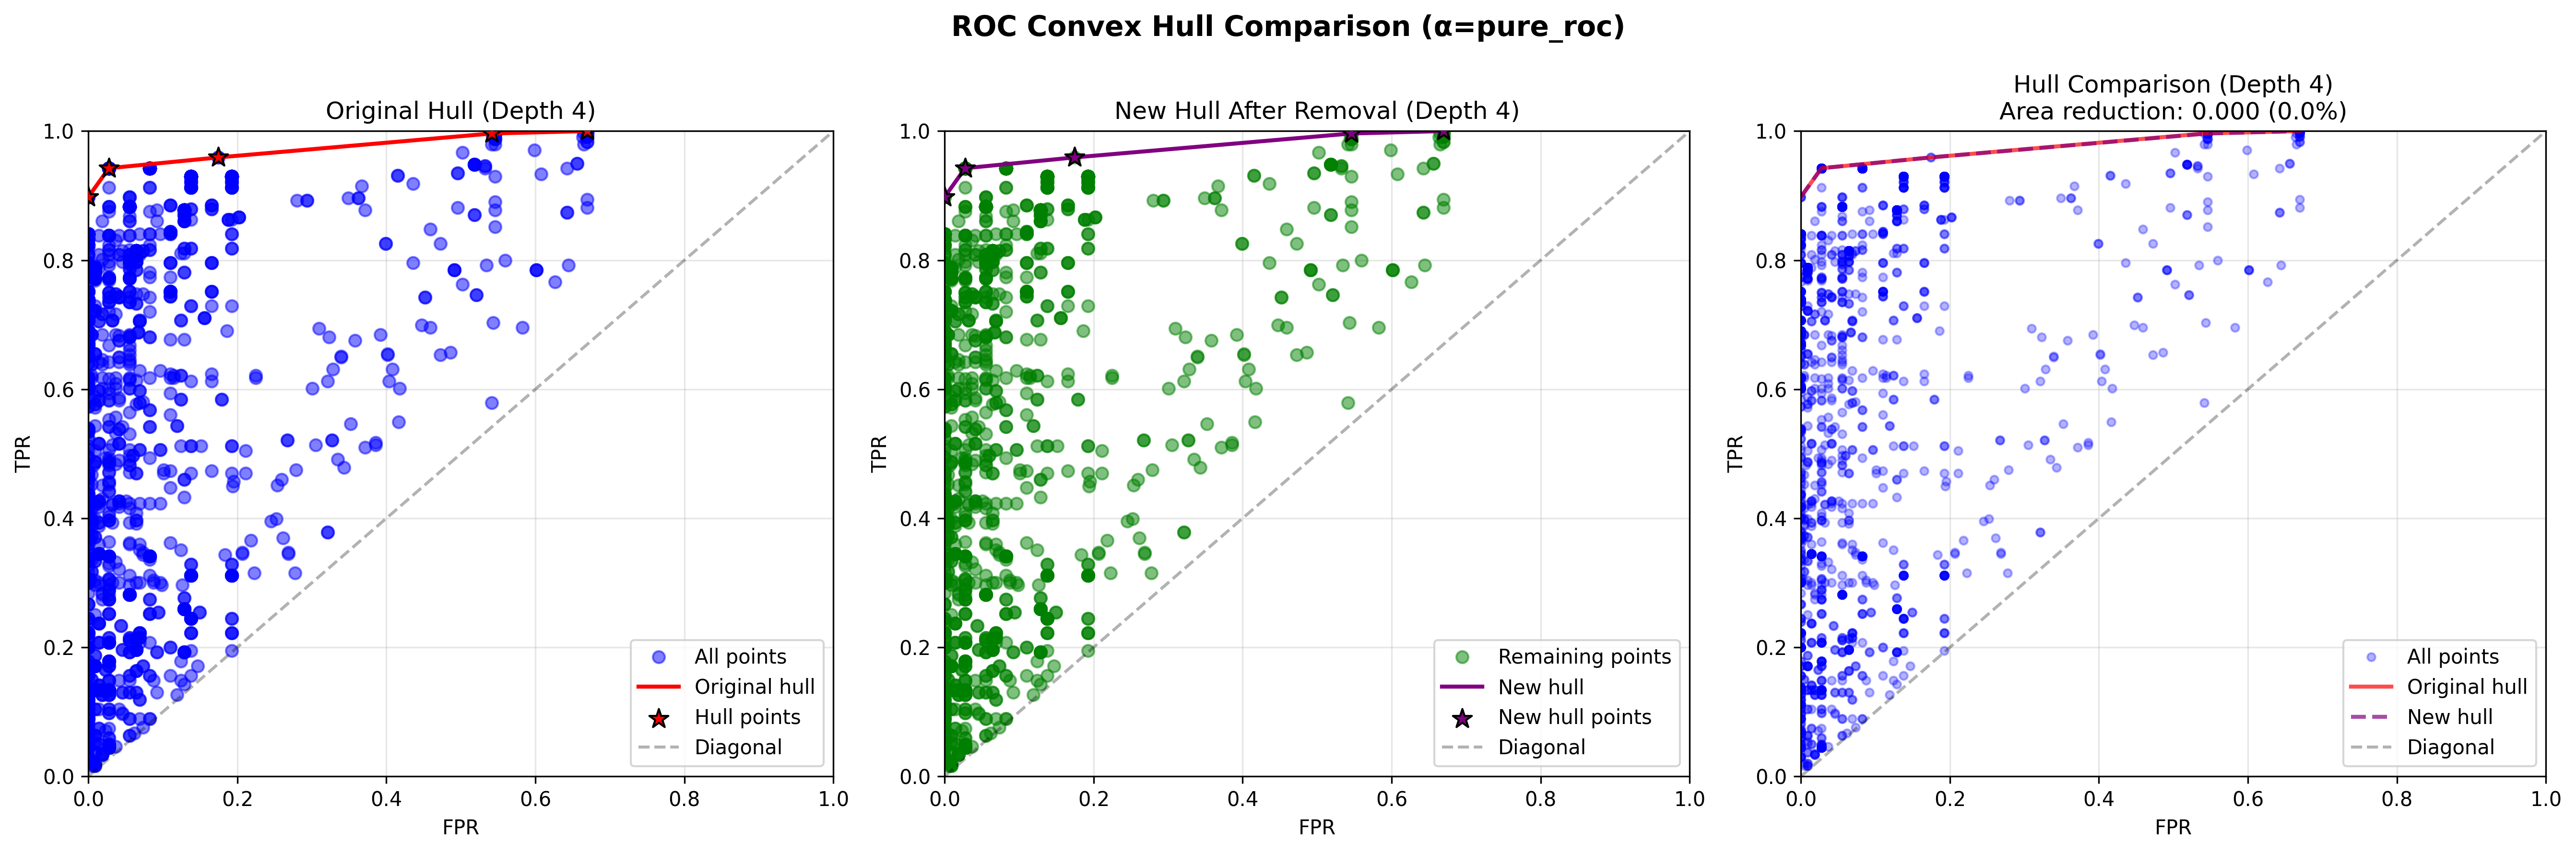 ROC Convex Hull Comparison (α=pure_roc)
Original Hull (Depth 4)
1.0
0.8
0.6
0.4
0.2
0.0
TPR
0.0 0.2 0.4 0.6 0.8 1.0
FPR
All points
Original hull
Hull points
Diagonal
New Hull After Removal (Depth 4)
1.0
0.8
0.6
0.4
0.2
0.0
TPR
0.0 0.2 0.4 0.6 0.8 1.0
FPR
Remaining points
New hull
New hull points
Diagonal
Hull Comparison (Depth 4)
Area reduction: 0.000 (0.0%)
1.0
0.8
0.6
0.4
0.2
0.0
TPR
0.0 0.2 0.4 0.6 0.8 1.0
FPR
All points
Original hull
New hull
Diagonal